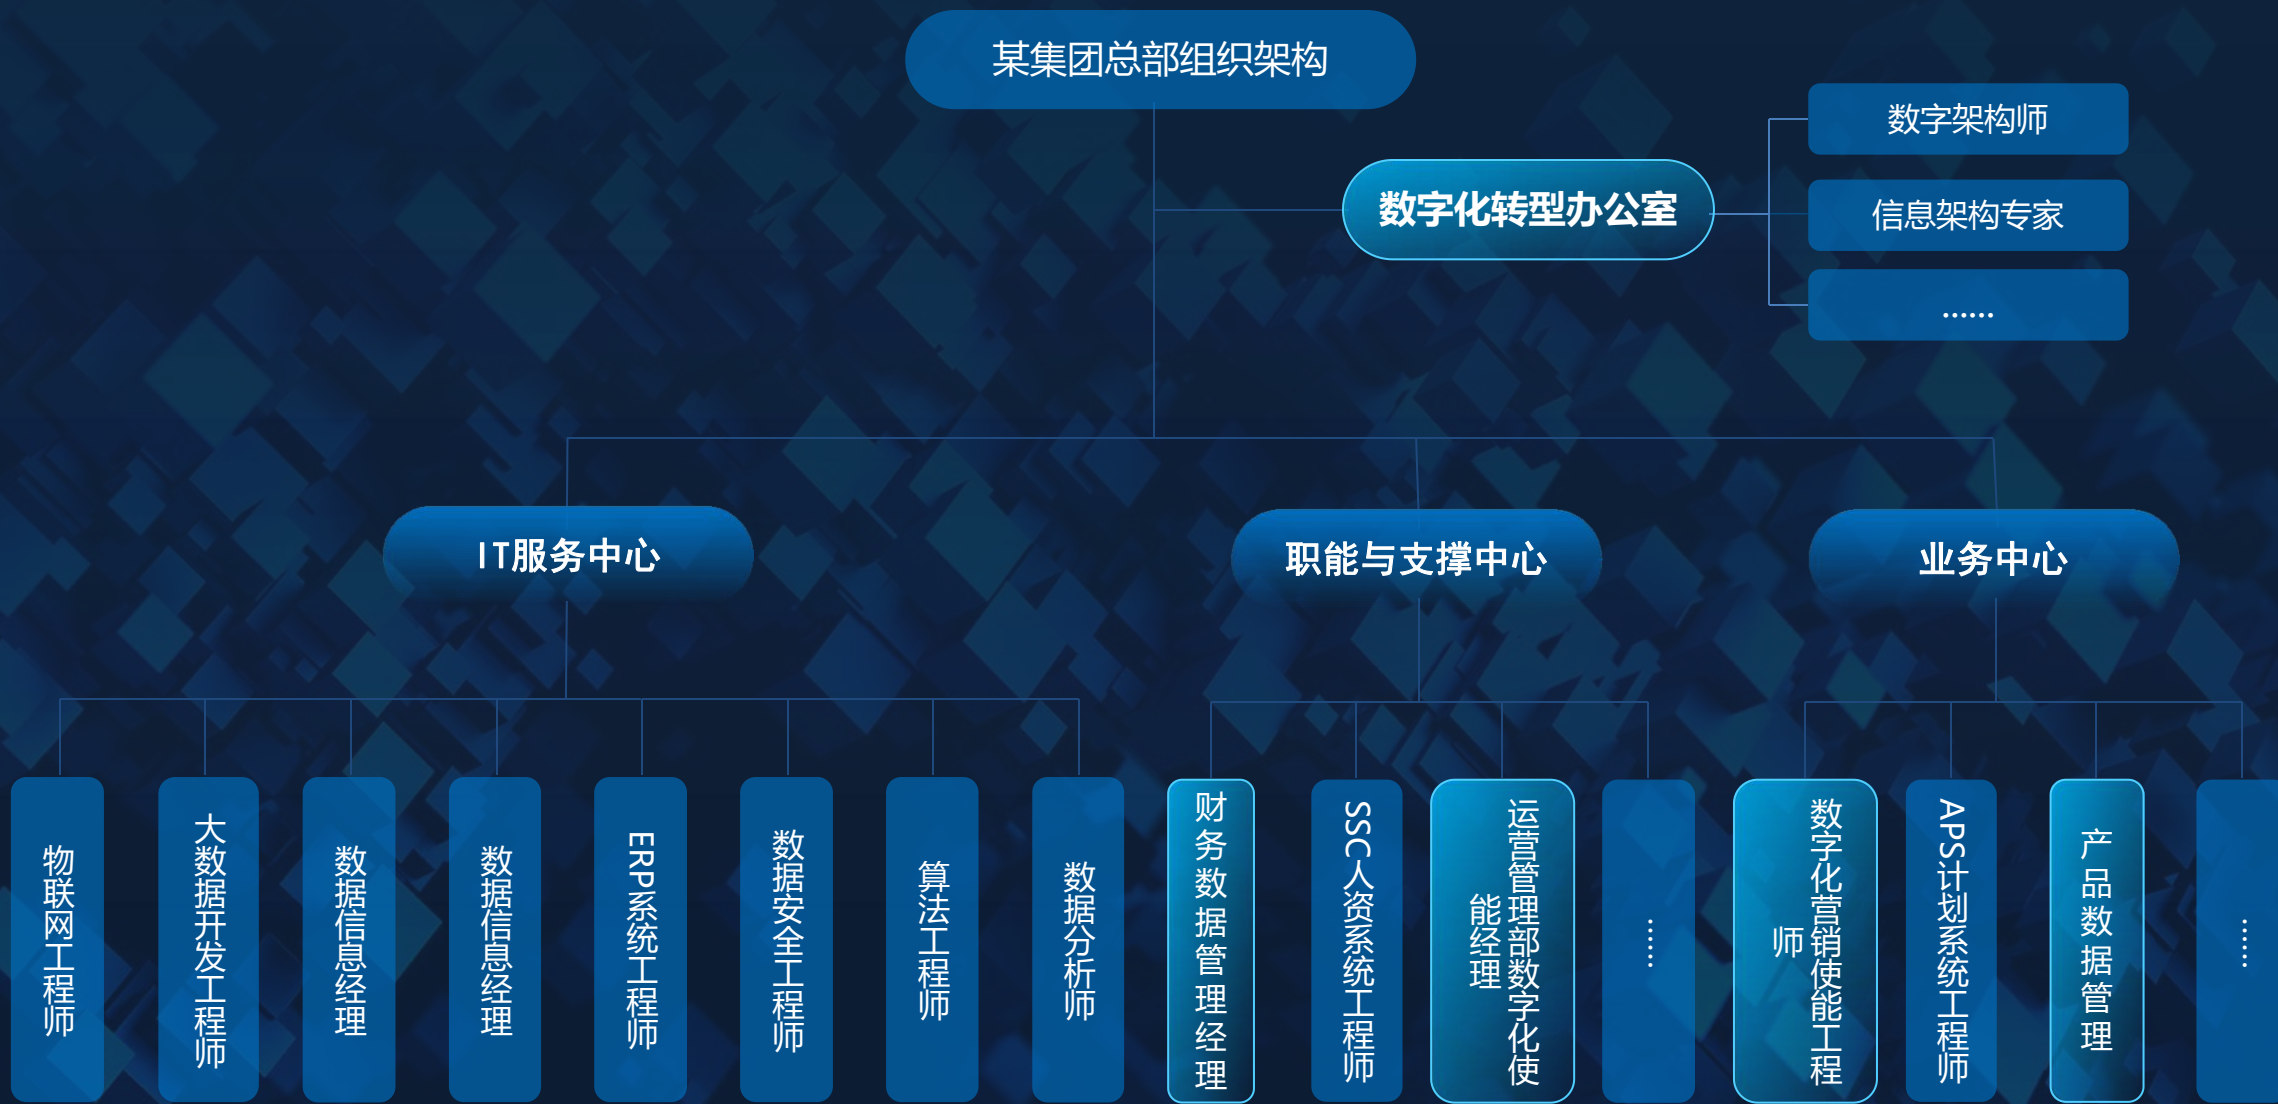 某集团总部组织架构
数字架构师
数字化转型办公室
信息架构专家
......
IT服务中心
职能与支撑中心
业务中心
物联网工程师
大数据开发工程师
数据信息经理
数据信息经理
ERP系统工程师
数据安全工程师
算法工程师
数据分析师
财务数据管理经理
SSC人资系统工程师
运营管理部数字化使
能经理
.....
数字化营销使能工程
师
APS计划系统工程师
产品数据管理
.....